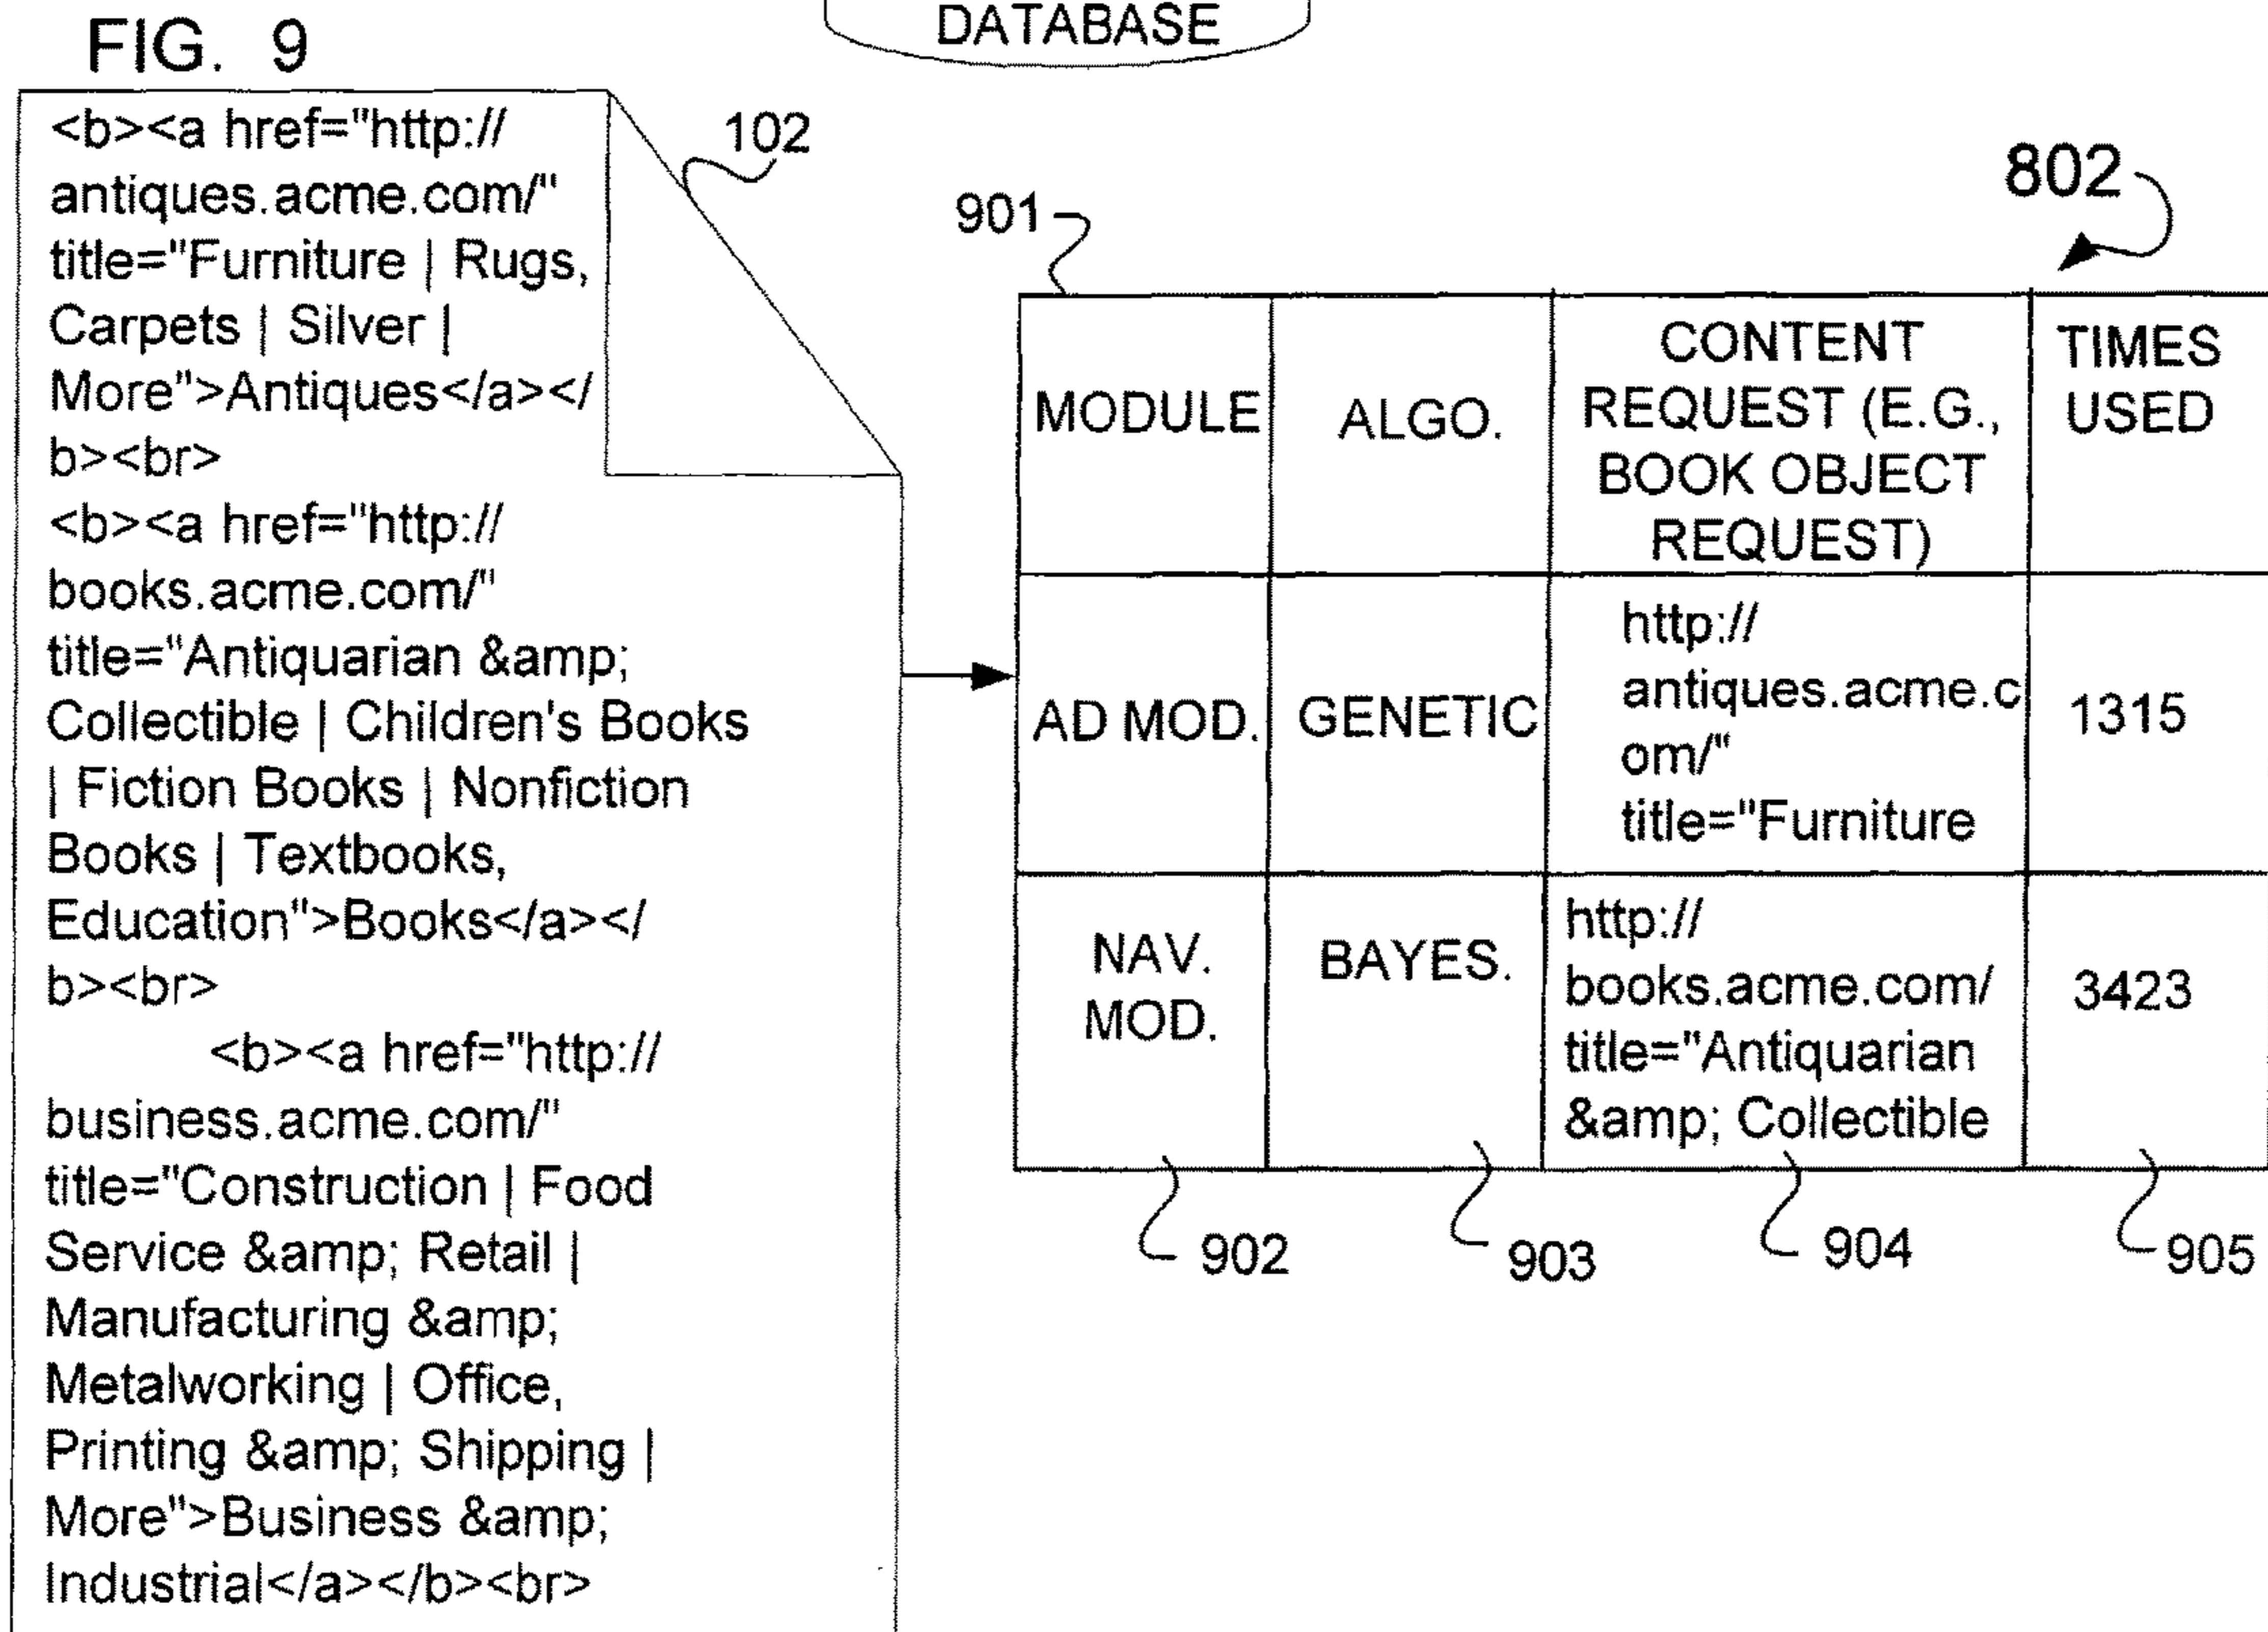 DATABASE
FIG. 9
<b><a href="http://
antiques.acme.com/"
title="Furniture | Rugs,
Carpets | Silver |
More">Antiques</a></
b><br>
<b><a href="http://
books.acme.com/"
title="Antiquarian &amp;
Collectible | Children's Books
| Fiction Books | Nonfiction
Books | Textbooks,
Education">Books</a></
b><br>
<b><a href="http://
business.acme.com/"
title="Construction | Food
Service &amp; Retail |
Manufacturing &amp;
Metalworking | Office,
Printing &amp; Shipping |
More">Business &amp;
Industrial</a></b><br>
102
802
901
MODULE
ALGO.
CONTENT
REQUEST (E.G.,
BOOK OBJECT
REQUEST)
TIMES
USED
AD MOD.
GENETIC
http://
antiques.acme.c
om/"
title="Furniture
1315
NAV.
MOD.
BAYES.
http://
books.acme.com/
title="Antiquarian
&amp; Collectible
3423
902
903
904
905